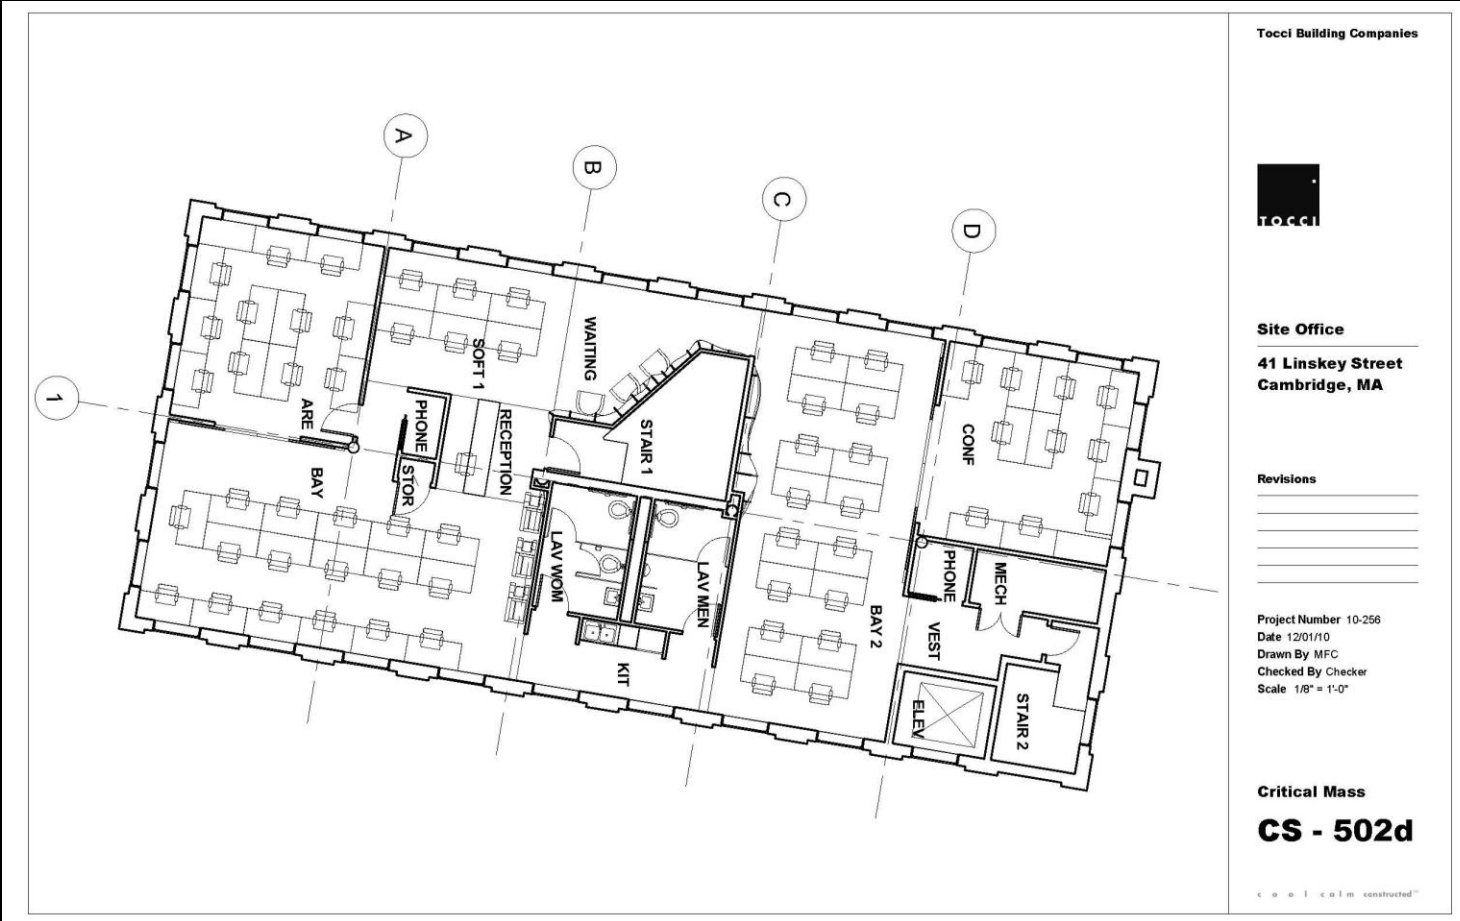 A
B
C
D
1
ARE
BAY
SOFT 1
PHONE
STOR
RECEPTION
WAITING
STAIR 1
LAV WOM
LAV MEN
KIT
BAY 2
CONF
PHONE
MECH
VEST
ELEV
STAIR 2
Tocci Building Companies
TOCCI
Site Office
41 Linskey Street
Cambridge, MA
Revisions
Project Number 10-256
Date 12/01/10
Drawn By MFC
Checked By Checker
Scale 1/8" = 1'-0"
Critical Mass
CS - 502d
cool calm constructed